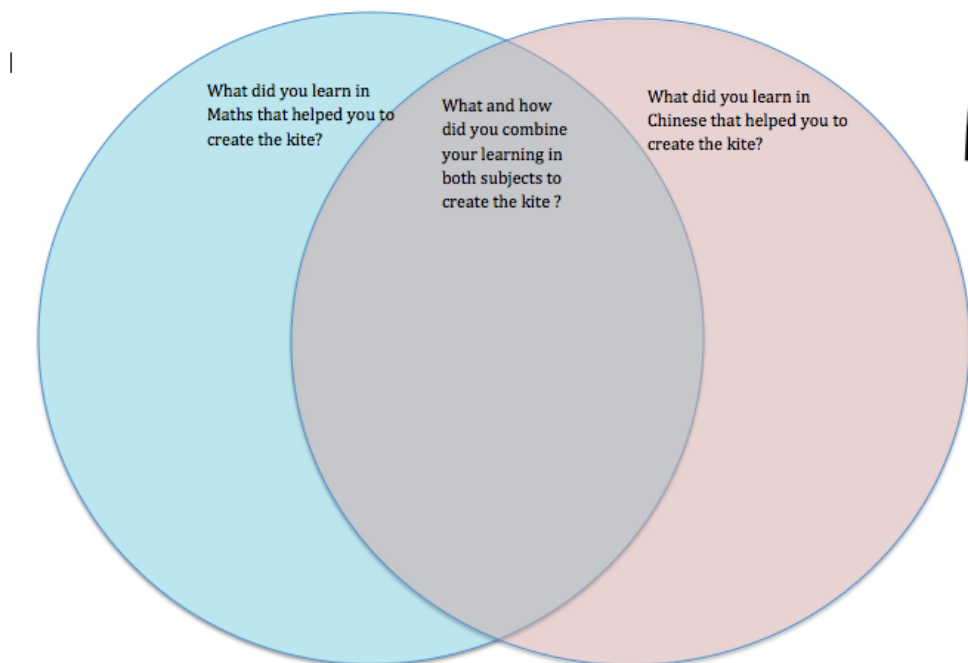 What did you learn in
Maths that helped you to
create the kite?
What and how
did you combine
your learning in
both subjects to
create the kite ?
What did you learn in
Chinese that helped you to
create the kite?